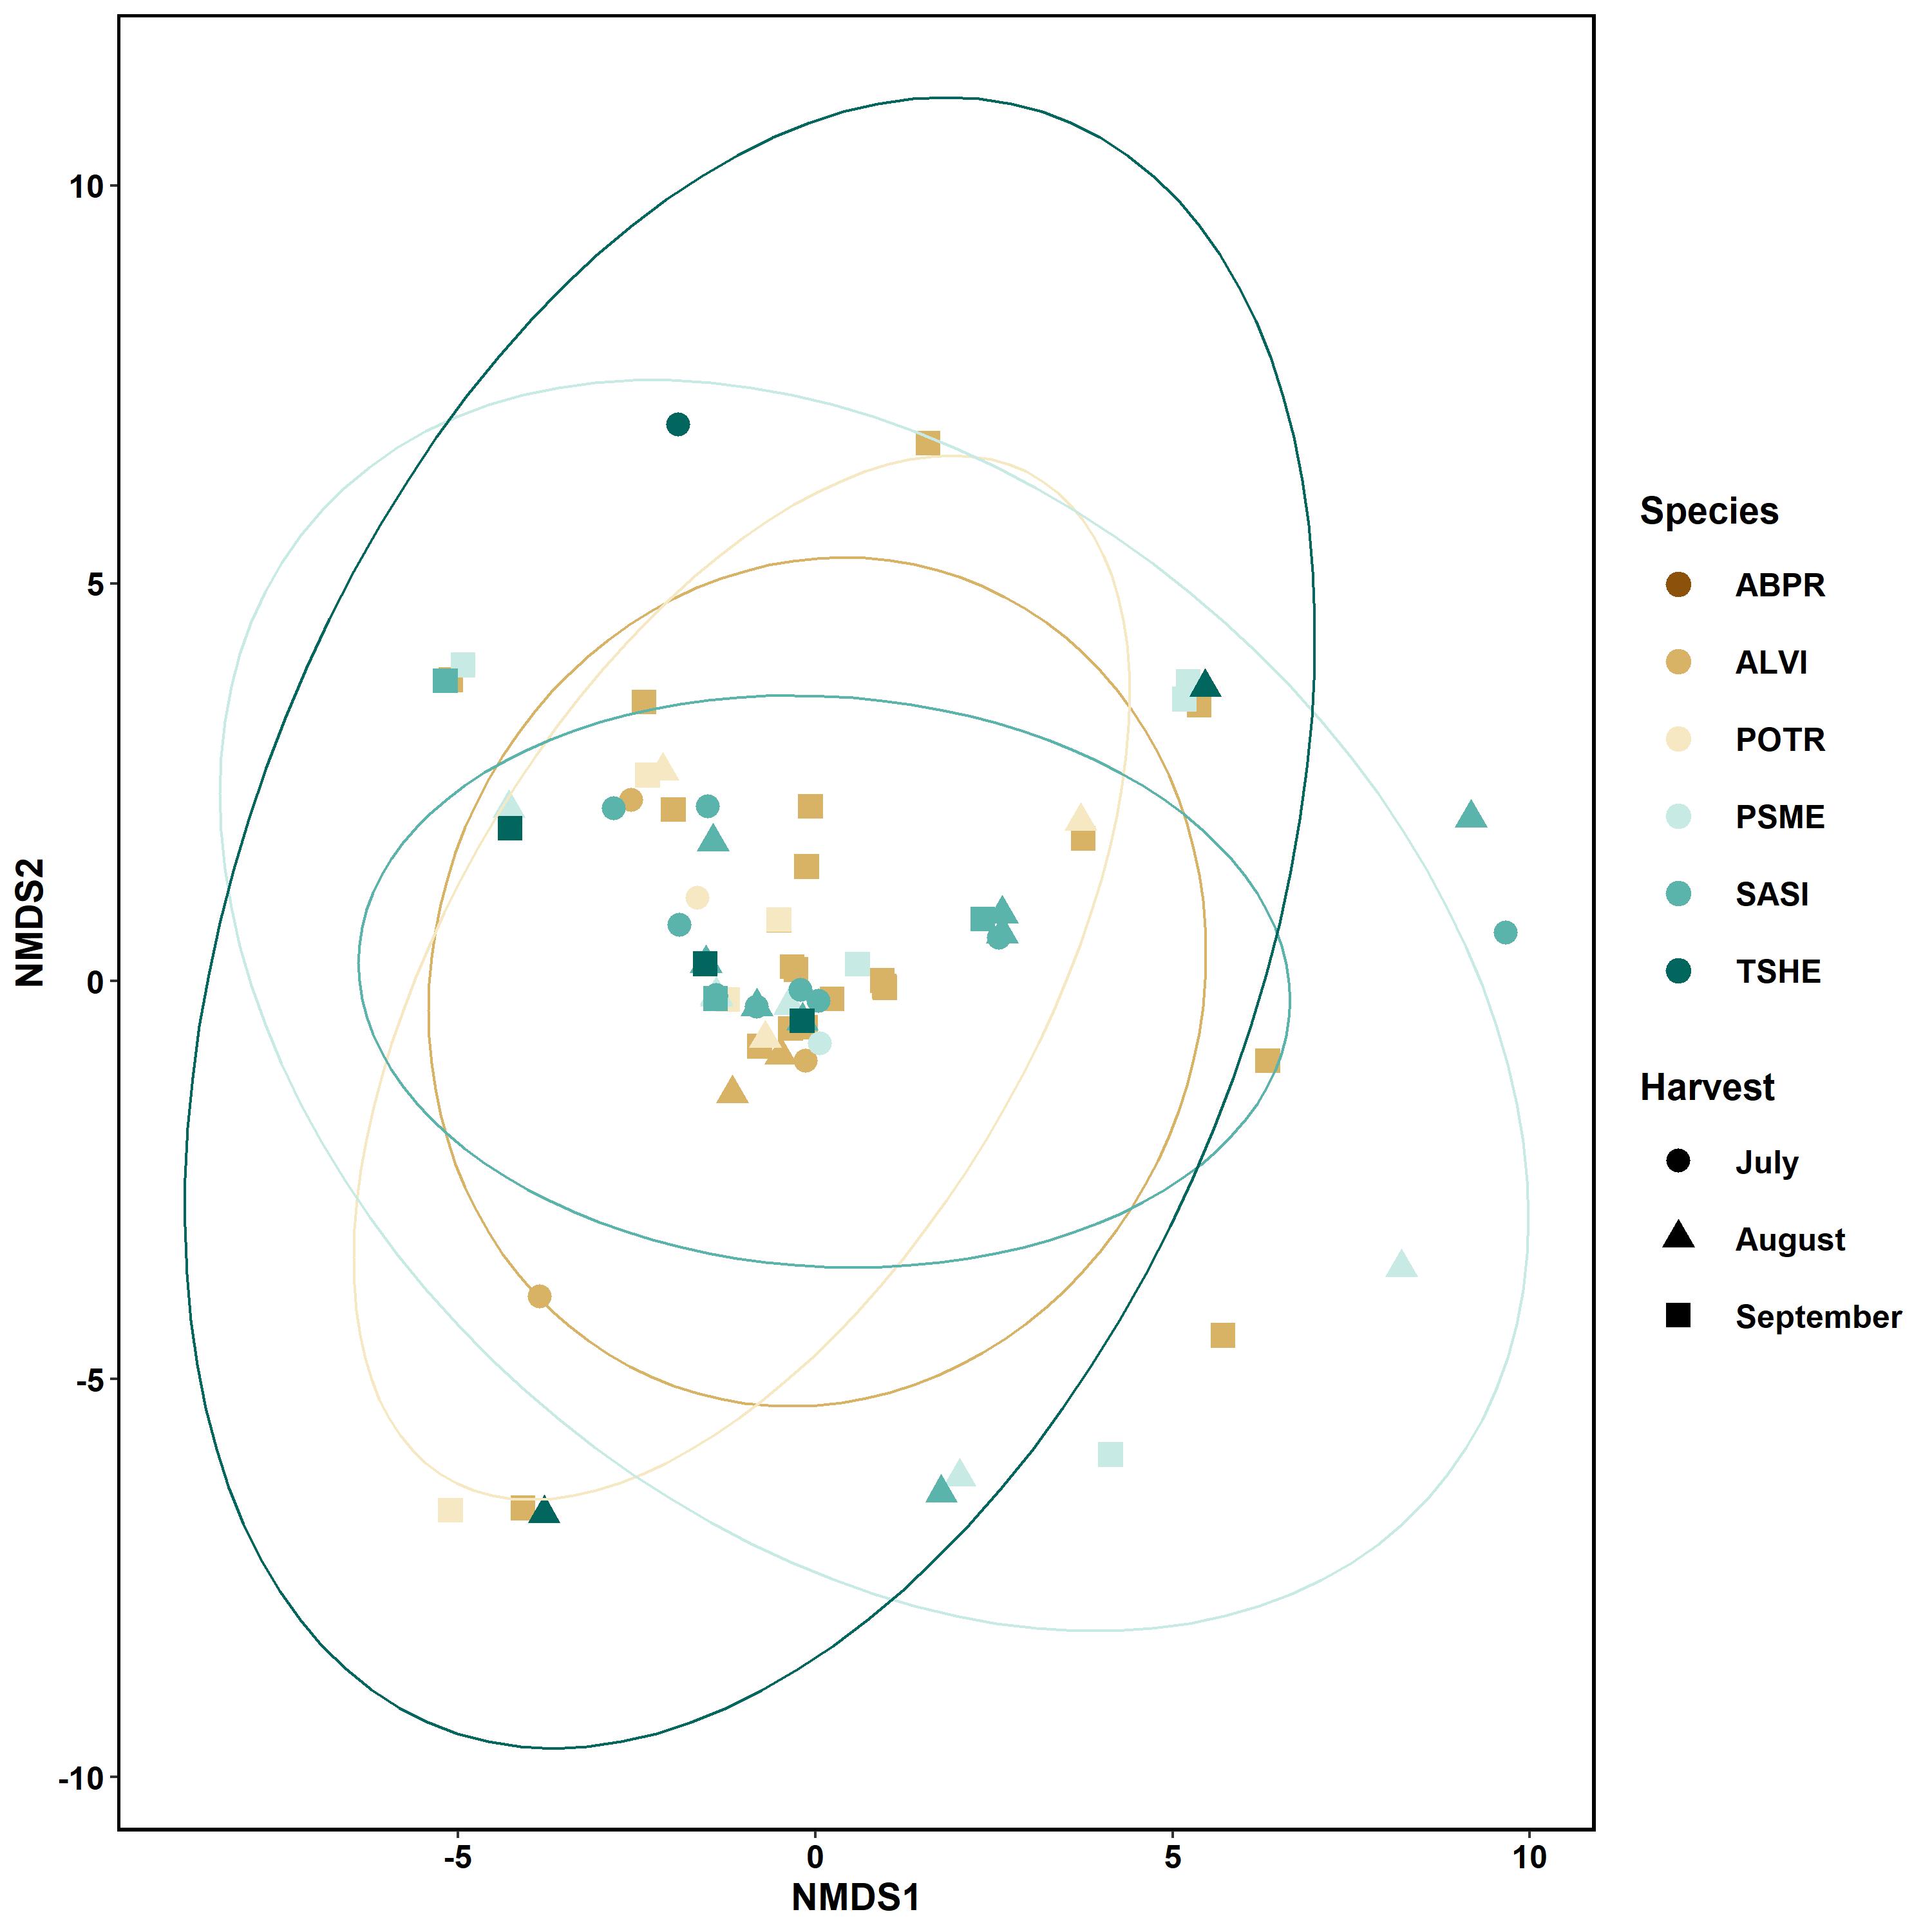 10
5
0
-5
-10
NMDS2
-5
0
5
10
NMDS1
Species
ABPR
ALVI
POTR
PSME
SASI
TSHE
Harvest
July
August
September